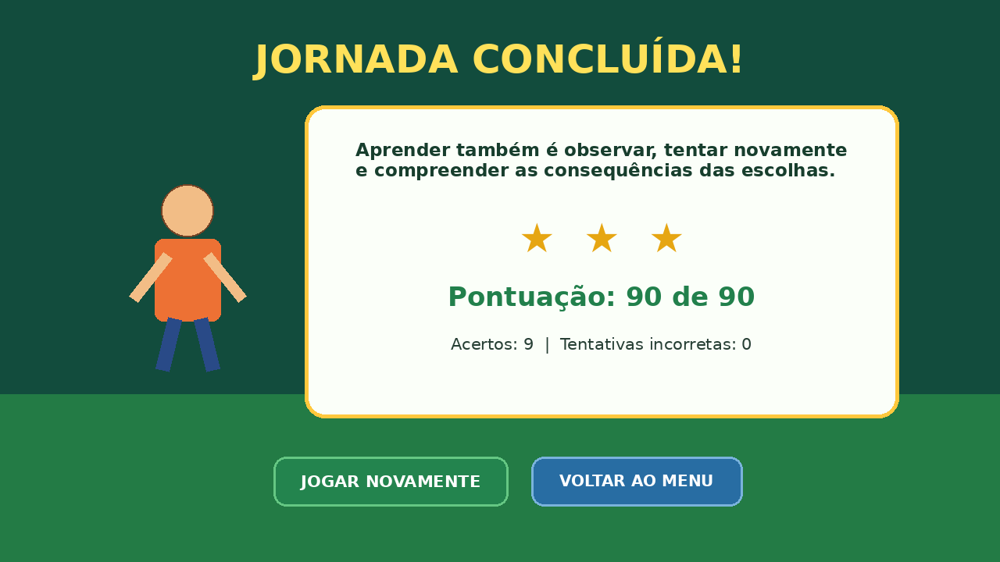 JORNADA CONCLUÍDA!
Aprender também é observar, tentar novamente
e compreender as consequências das escolhas.
★ ★ ★
Pontuação: 90 de 90
Acertos: 9 | Tentativas incorretas: 0
JOGAR NOVAMENTE
VOLTAR AO MENU